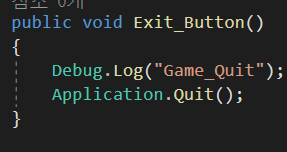 참조 0개
public void Exit_Button()
{
    Debug.Log("Game_Quit");
    Application.Quit();
}